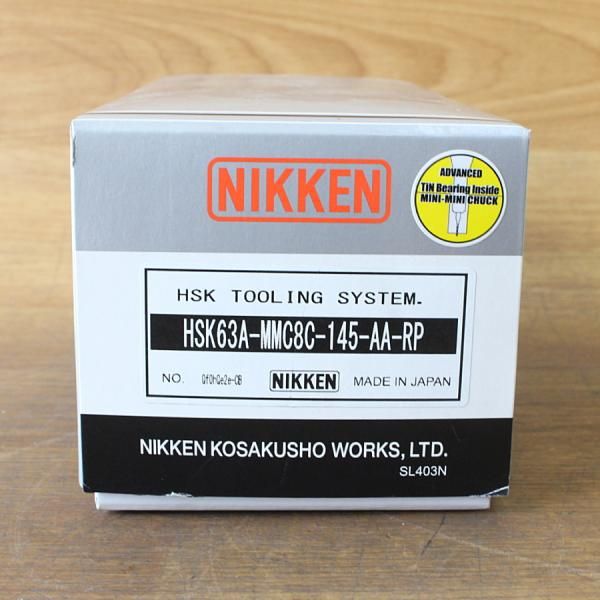 NIKKEN
ADVANCED
TiN Bearing Inside
MINI-MINI CHUCK
HSK TOOLING SYSTEM.
HSK63A-MMC8C-145-AA-RP
NO. NIKKEN MADE IN JAPAN
NIKKEN KOSAKUSHO WORKS, LTD.
SL403N